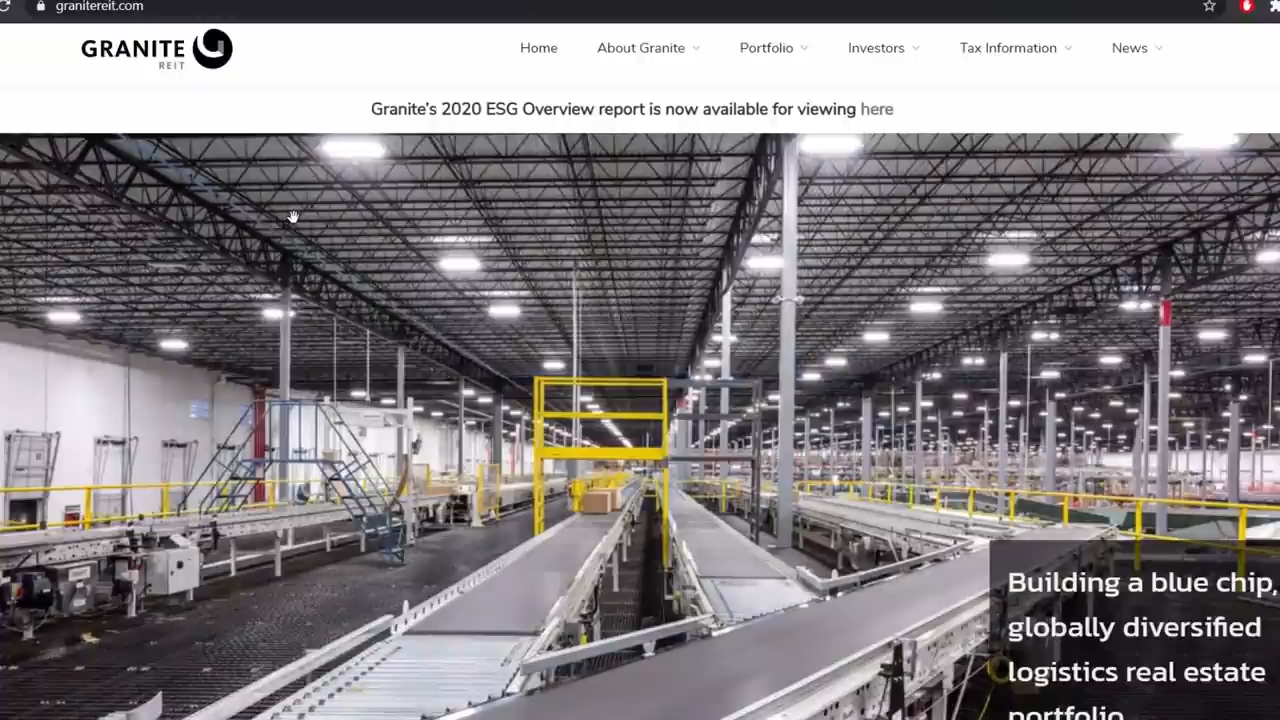 granitereit.com
GRANITE
REIT
Home About Granite Portfolio Investors Tax Information News
Granite's 2020 ESG Overview report is now available for viewing here
Building a blue chip,
globally diversified
logistics real estate
portfolio